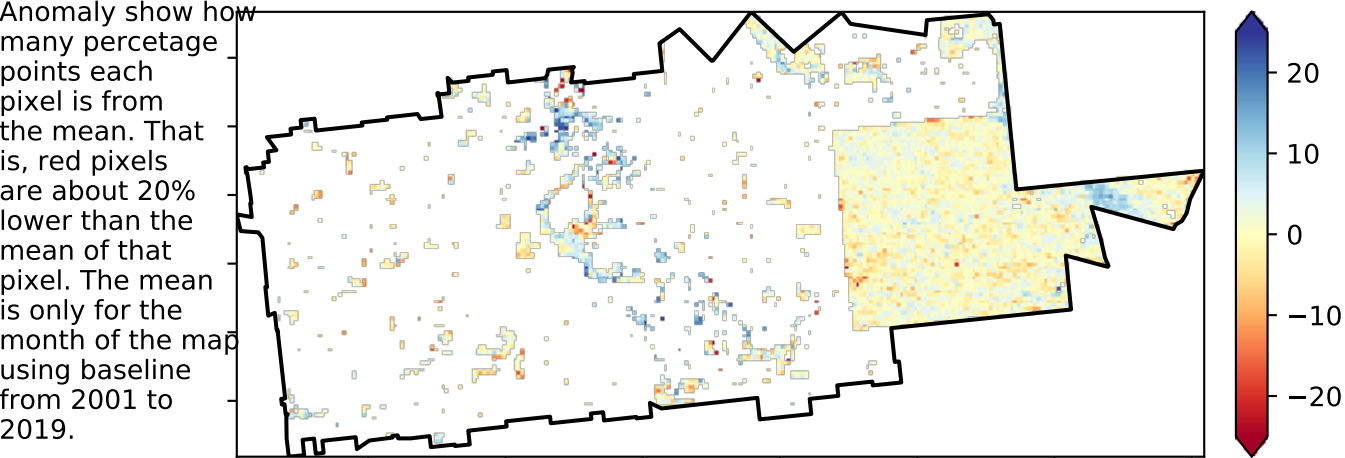 Anomaly show how
many percetage
points each
pixel is from
the mean. That
is, red pixels
are about 20%
lower than the
mean of that
pixel. The mean
is only for the
month of the map
using baseline
from 2001 to
2019.
20
10
0
−10
−20